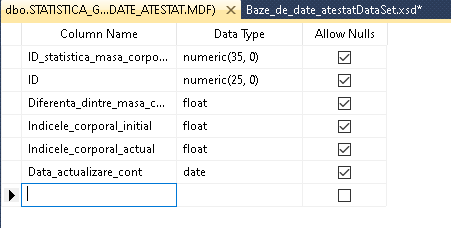 dbo.STATISTICA_G...DATE_ATESTAT.MDF) Baze_de_date_atestatDataSet.xsd*
Column Name Data Type Allow Nulls
ID_statistica_masa_corpo... numeric(35, 0)
ID numeric(25, 0)
Diferenta_dintre_masa_c... float
Indicele_corporal_initial float
Indicele_corporal_actual float
Data_actualizare_cont date